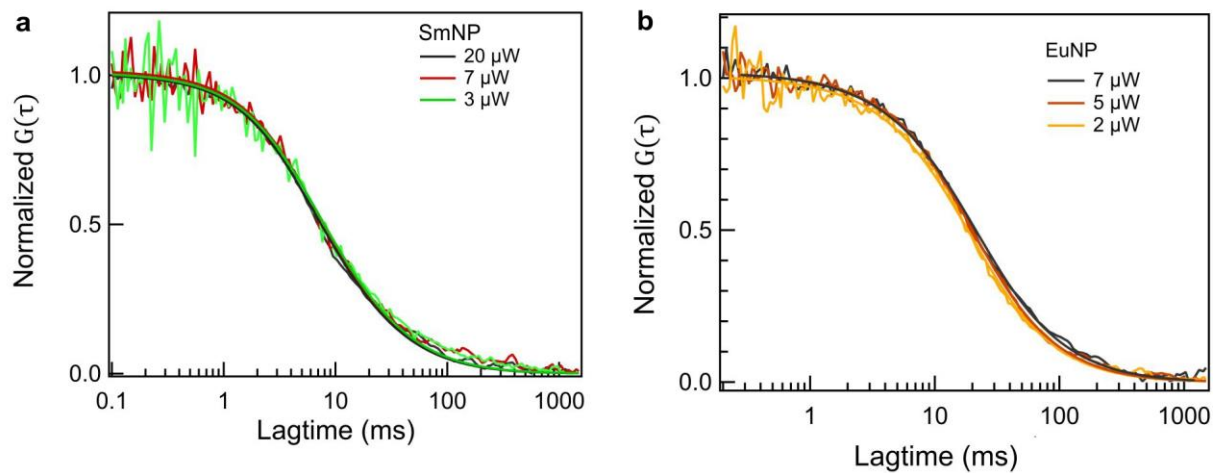 a
SmNP
20 μW
7 μW
3 μW
Normalized G(τ)
1.0
0.5
0.0
0.1
1
10
100
1000
Lagtime (ms)
b
EuNP
7 μW
5 μW
2 μW
Normalized G(τ)
1.0
0.5
0.0
1
10
100
1000
Lagtime (ms)